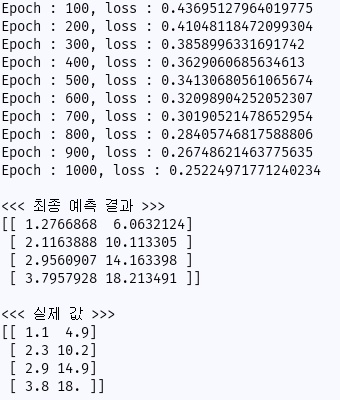 Epoch : 100, loss : 0.43695127964019775
Epoch : 200, loss : 0.41048118472099304
Epoch : 300, loss : 0.3858996331691742
Epoch : 400, loss : 0.3629060685634613
Epoch : 500, loss : 0.34130680561065674
Epoch : 600, loss : 0.32098904252052307
Epoch : 700, loss : 0.30190521478652954
Epoch : 800, loss : 0.28405746817588806
Epoch : 900, loss : 0.26748621463775635
Epoch : 1000, loss : 0.25224971771240234
<<< 최종 예측 결과 >>>
[[ 1.2766868  6.0632124]
 [ 2.1163888 10.113305 ]
 [ 2.9560907 14.163398 ]
 [ 3.7957928 18.213491 ]]
<<< 실제 값 >>>
[[ 1.1  4.9]
 [ 2.3 10.2]
 [ 2.9 14.9]
 [ 3.8 18. ]]